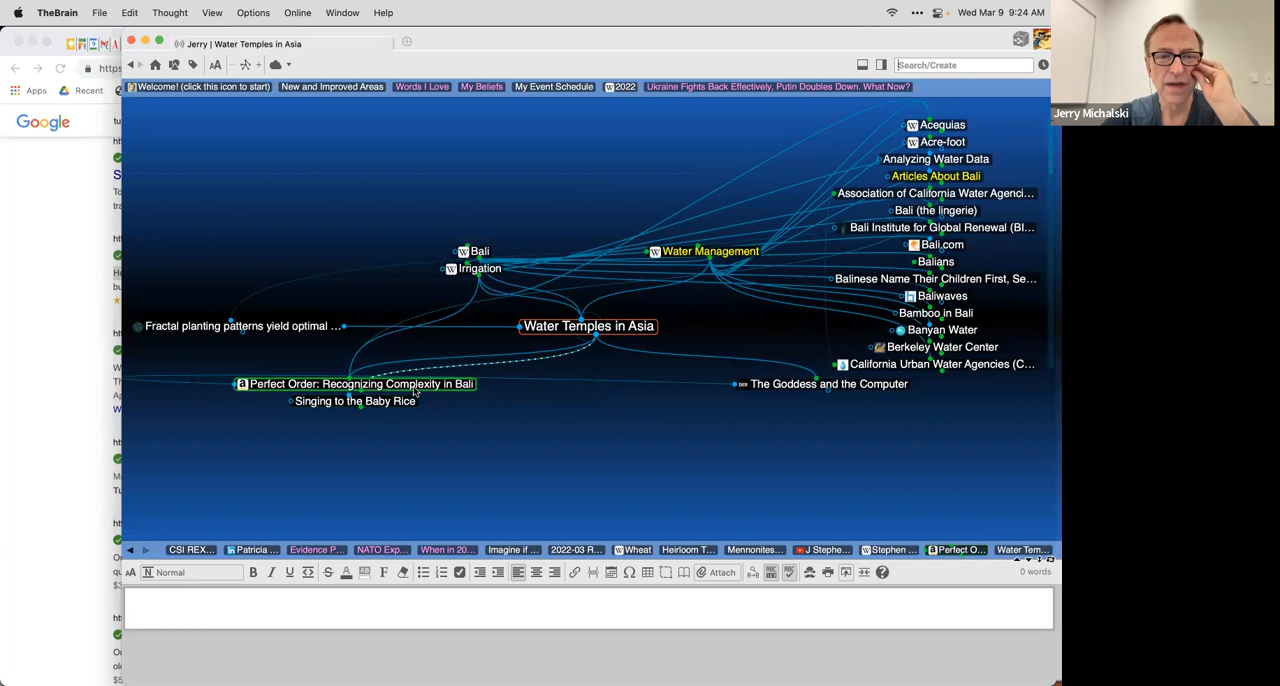 TheBrain File Edit Thought View Options Online Window Help
Wed Mar 9 9:24 AM
Jerry | Water Temples in Asia
https
AA
Search/Create
Apps Recent
Welcome! (click this icon to start) New and Improved Areas Words I Love My Beliefs My Event Schedule 2022 Ukraine Fights Back Effectively, Putin Doubles Down. What Now?
Google
Jerry Michalski
Acequias
Acre-foot
Analyzing Water Data
Articles About Bali
Association of California Water Agenci...
Bali (the lingerie)
Bali Institute for Global Renewal (BI...
Bali.com
Balians
Balinese Name Their Children First, Se...
Baliwaves
Bamboo in Bali
Banyan Water
Berkeley Water Center
California Urban Water Agencies (C...
Bali
Irrigation
Water Management
Fractal planting patterns yield optimal ...
Water Temples in Asia
Perfect Order: Recognizing Complexity in Bali
Singing to the Baby Rice
The Goddess and the Computer
CSI REX... Patricia ... Evidence P... NATO Exp... When in 20... Imagine if ... 2022-03 R... Wheat Heirloom T... Mennonites... J Stephe... Stephen ... Perfect O... Water Tem...
AA N Normal B I U S A F Attach 0 words